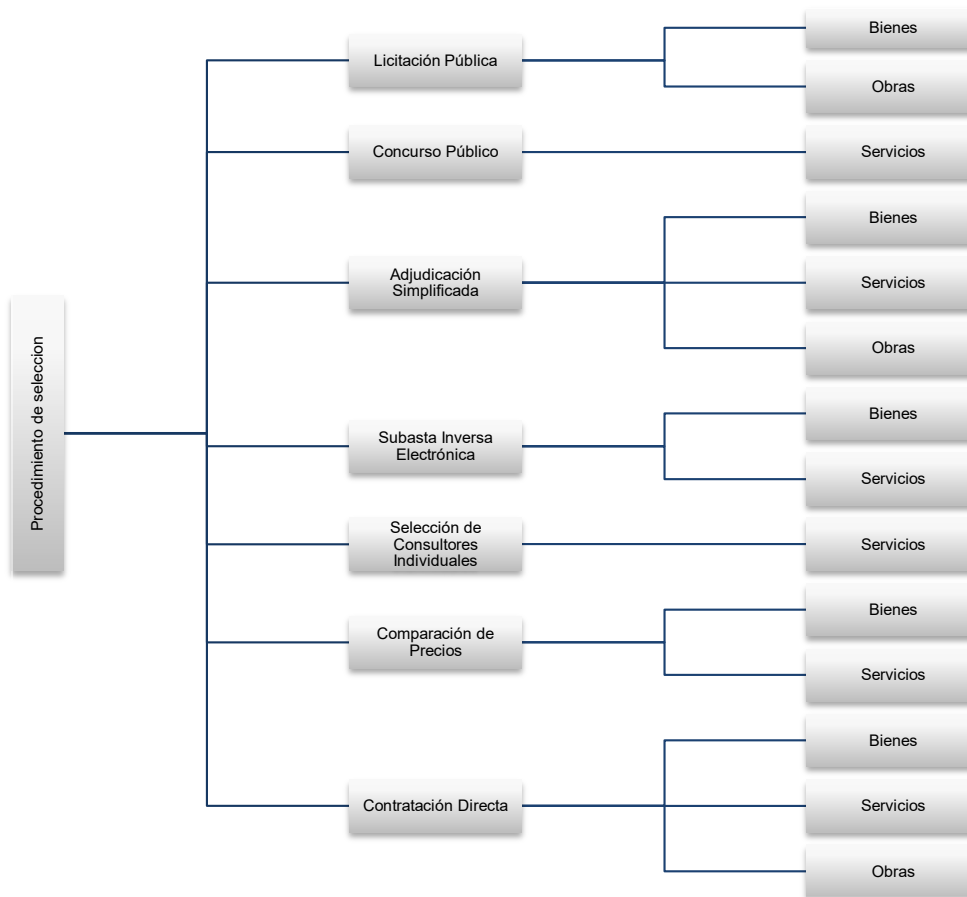 Procedimiento de seleccion
Licitación Pública
Bienes
Obras
Concurso Público
Servicios
Adjudicación
Simplificada
Bienes
Servicios
Obras
Subasta Inversa
Electrónica
Bienes
Servicios
Selección de
Consultores
Individuales
Servicios
Comparación de
Precios
Bienes
Servicios
Contratación Directa
Bienes
Servicios
Obras